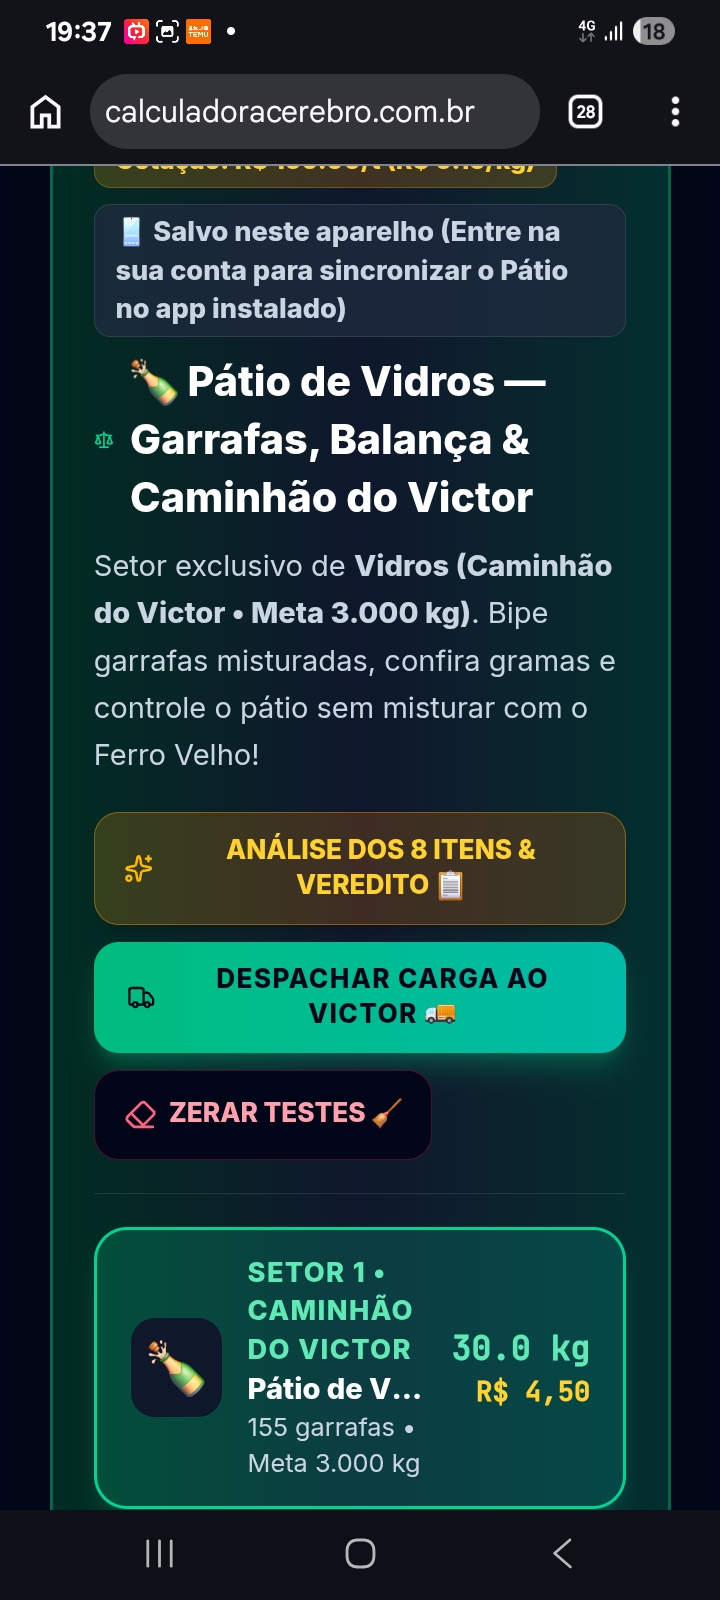 19:37
4G
18
calculadoracerebro.com.br
28
Salvo neste aparelho (Entre na
sua conta para sincronizar o Pátio
no app instalado)
Pátio de Vidros —
Garrafas, Balança &
Caminhão do Victor
Setor exclusivo de Vidros (Caminhão
do Victor • Meta 3.000 kg). Bipe
garrafas misturadas, confira gramas e
controle o pátio sem misturar com o
Ferro Velho!
ANÁLISE DOS 8 ITENS &
VEREDITO
DESPACHAR CARGA AO
VICTOR
ZERAR TESTES
SETOR 1 •
CAMINHÃO
DO VICTOR
Pátio de V...
155 garrafas •
Meta 3.000 kg
30.0 kg
R$ 4,50